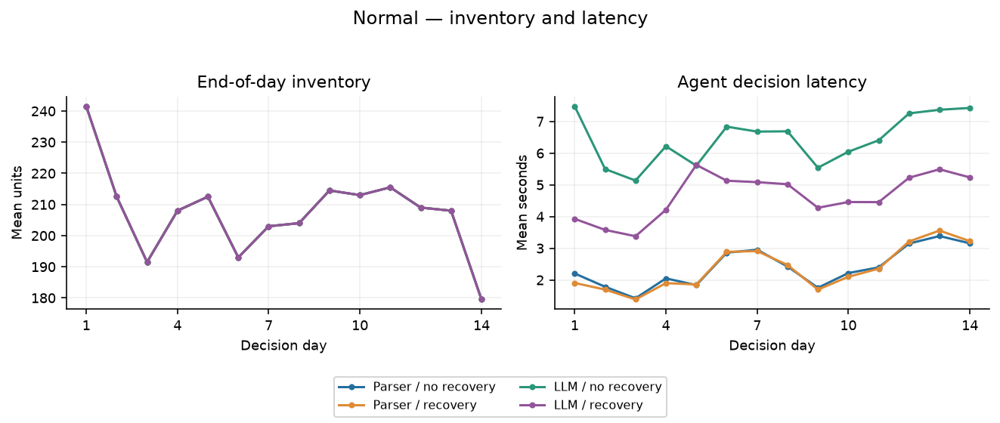 Normal — inventory and latency
End-of-day inventory
Mean units
240
230
220
210
200
190
180
1 4 7 10 14
Decision day
Agent decision latency
Mean seconds
7
6
5
4
3
2
1 4 7 10 14
Decision day
Parser / no recovery
Parser / recovery
LLM / no recovery
LLM / recovery